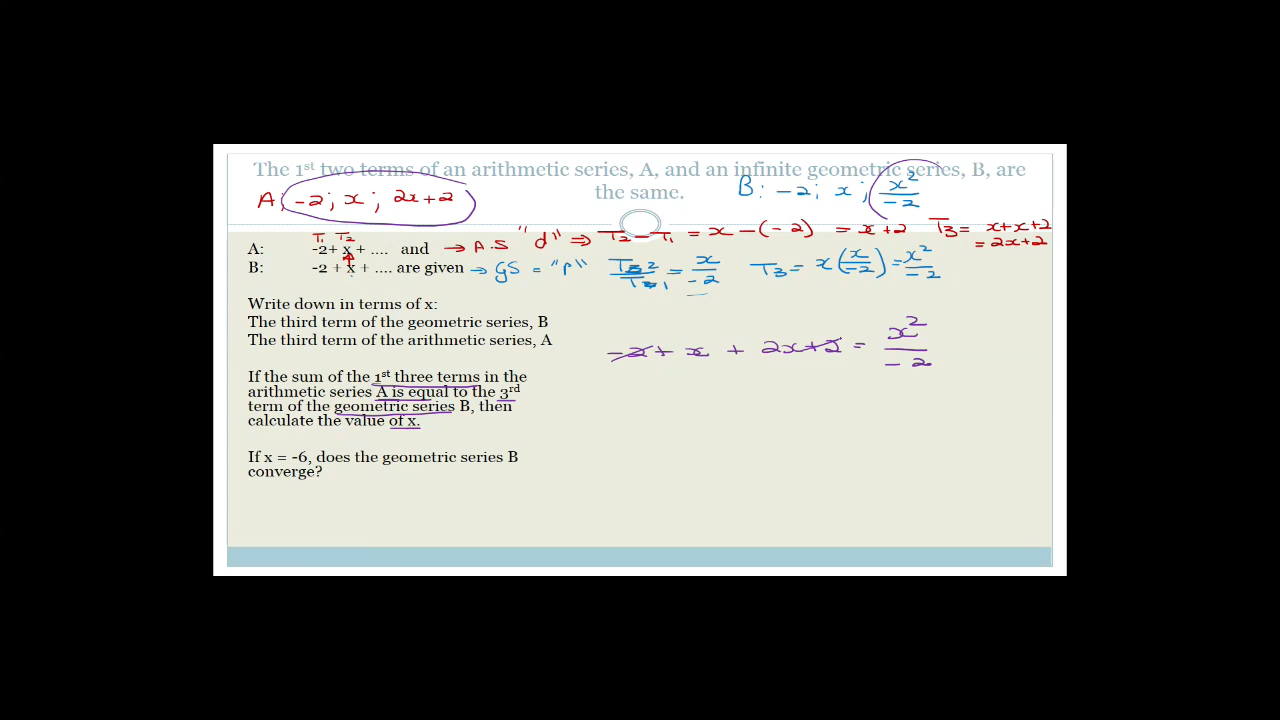 The 1st two terms of an arithmetic series, A, and an infinite geometric series, B, are
the same.
A; -2; x; 2x+2
B: -2; x; x²/-2
T₁ T₂
A: -2+ x + .... and
→ A.S "d" ⇒ T₂ - T₁ = x - (-2) = x+2 T₃ = x+x+2
= 2x+2
B: -2 + x + .... are given
→ GS = "r" T₂/T₁ = x/-2 T₃ = x(x/-2) = x²/-2
Write down in terms of x:
The third term of the geometric series, B
The third term of the arithmetic series, A
-2 + x + 2x+2 = x²/-2
If the sum of the 1st three terms in the
arithmetic series A is equal to the 3rd
term of the geometric series B, then
calculate the value of x.
If x = -6, does the geometric series B
converge?